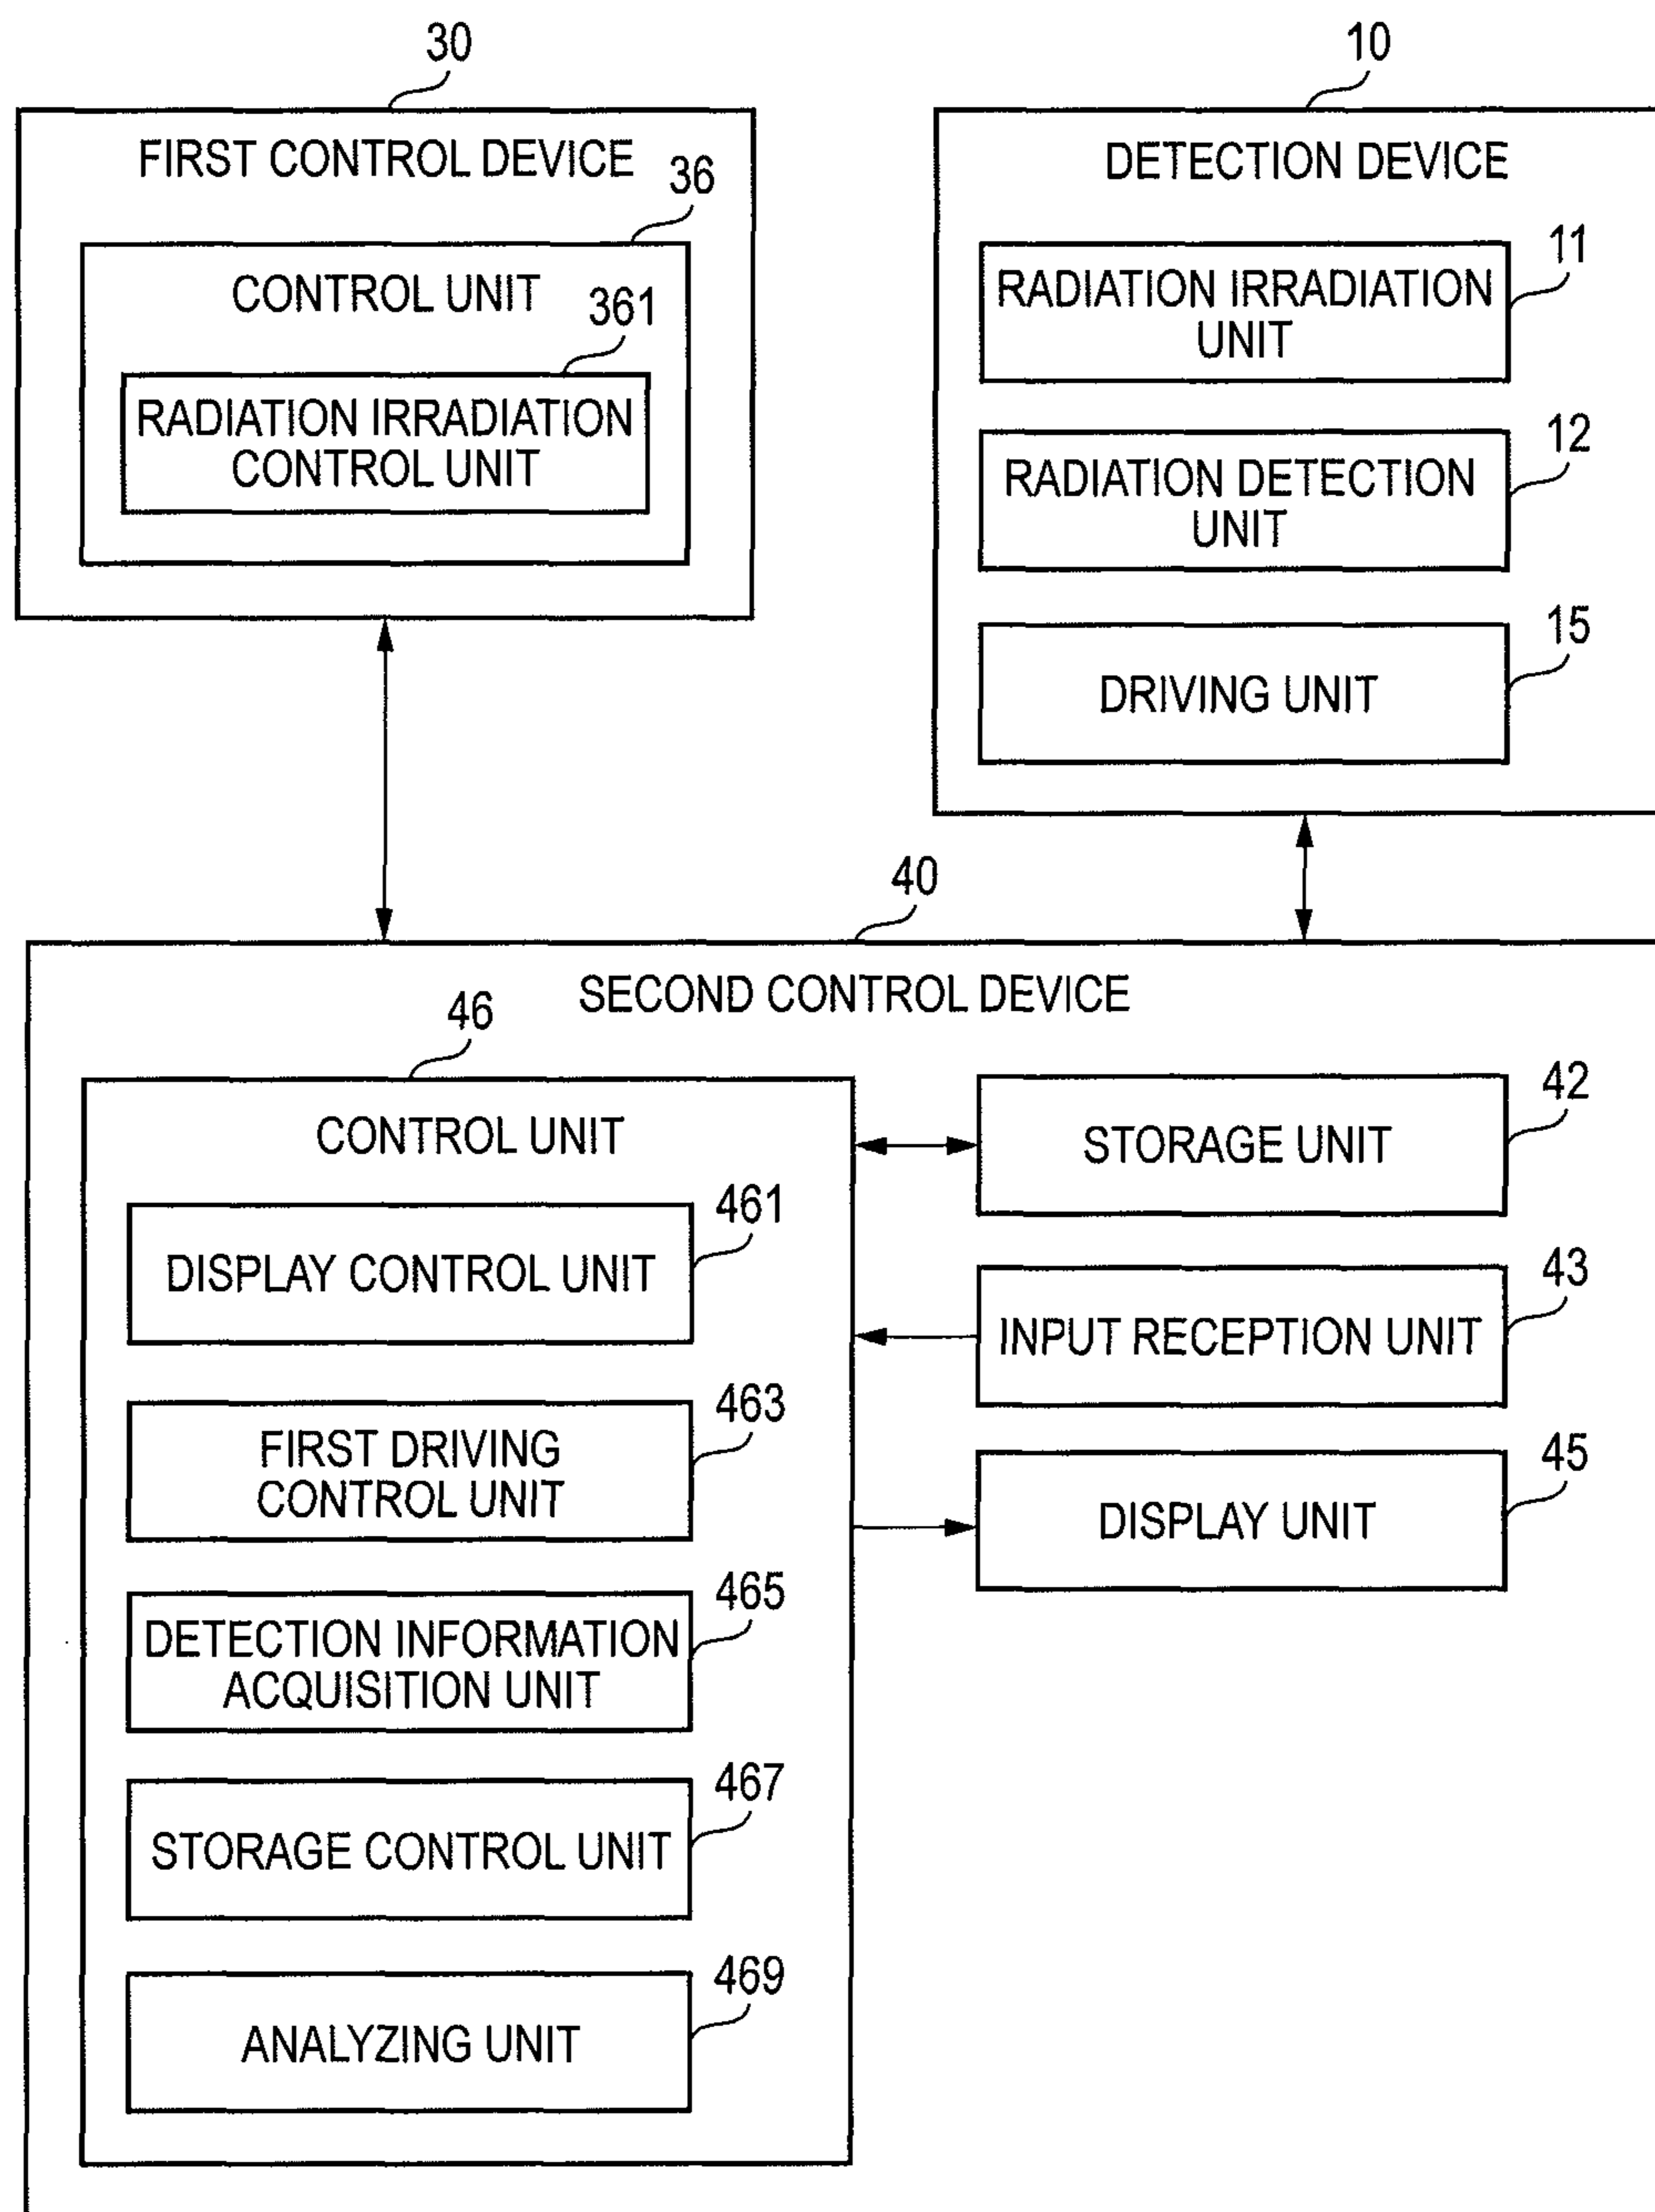 30
FIRST CONTROL DEVICE
36
CONTROL UNIT
361
RADIATION IRRADIATION
CONTROL UNIT
10
DETECTION DEVICE
11
RADIATION IRRADIATION
UNIT
12
RADIATION DETECTION
UNIT
15
DRIVING UNIT
40
SECOND CONTROL DEVICE
46
CONTROL UNIT
461
DISPLAY CONTROL UNIT
463
FIRST DRIVING
CONTROL UNIT
465
DETECTION INFORMATION
ACQUISITION UNIT
467
STORAGE CONTROL UNIT
469
ANALYZING UNIT
42
STORAGE UNIT
43
INPUT RECEPTION UNIT
45
DISPLAY UNIT